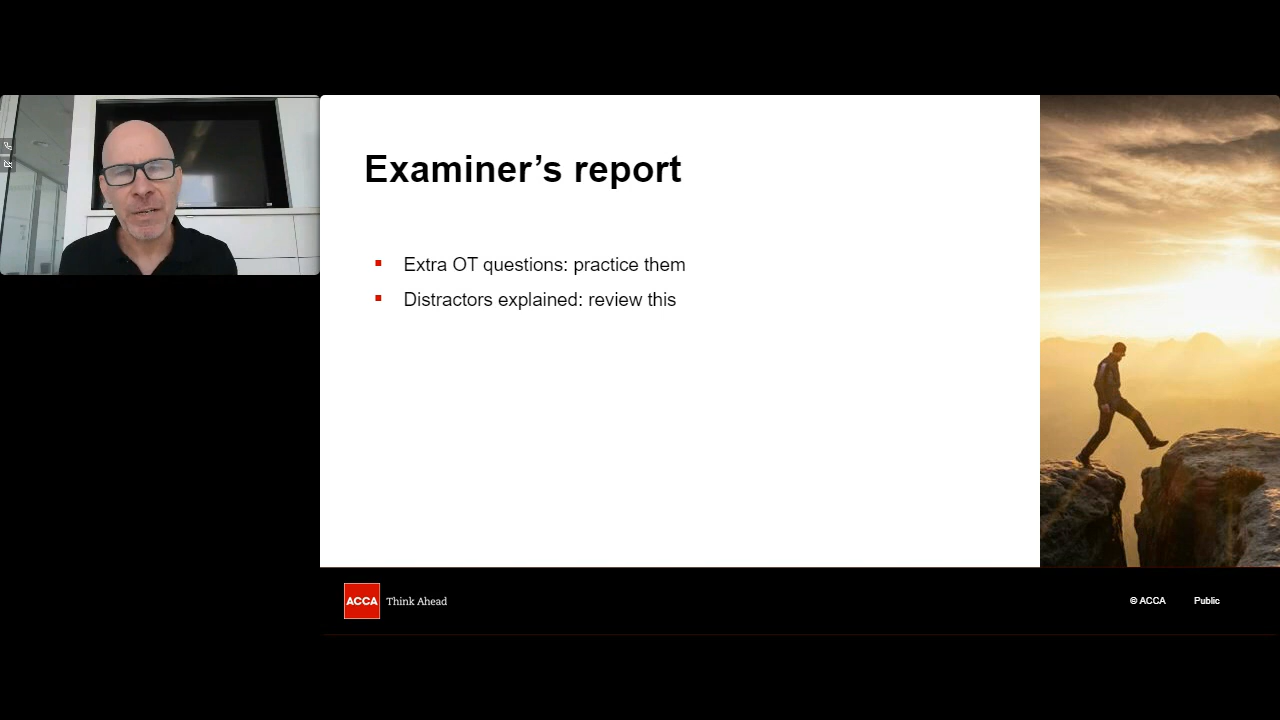 Examiner’s report
Extra OT questions: practice them
Distractors explained: review this
ACCA Think Ahead
© ACCA Public